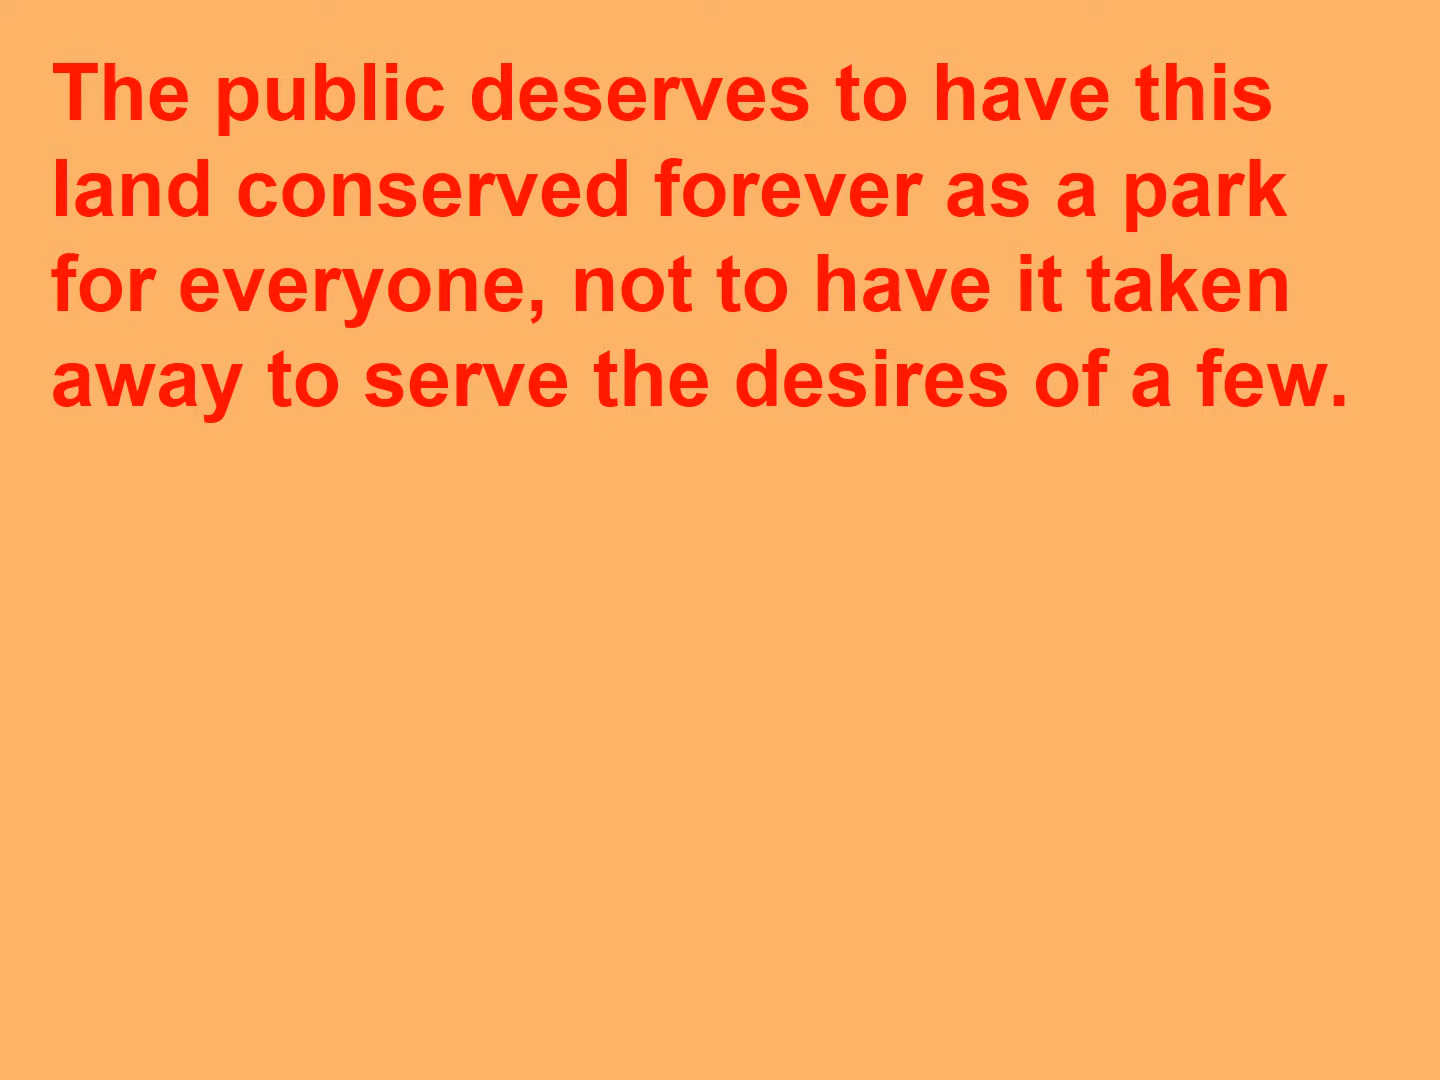 The public deserves to have this
land conserved forever as a park
for everyone, not to have it taken
away to serve the desires of a few.